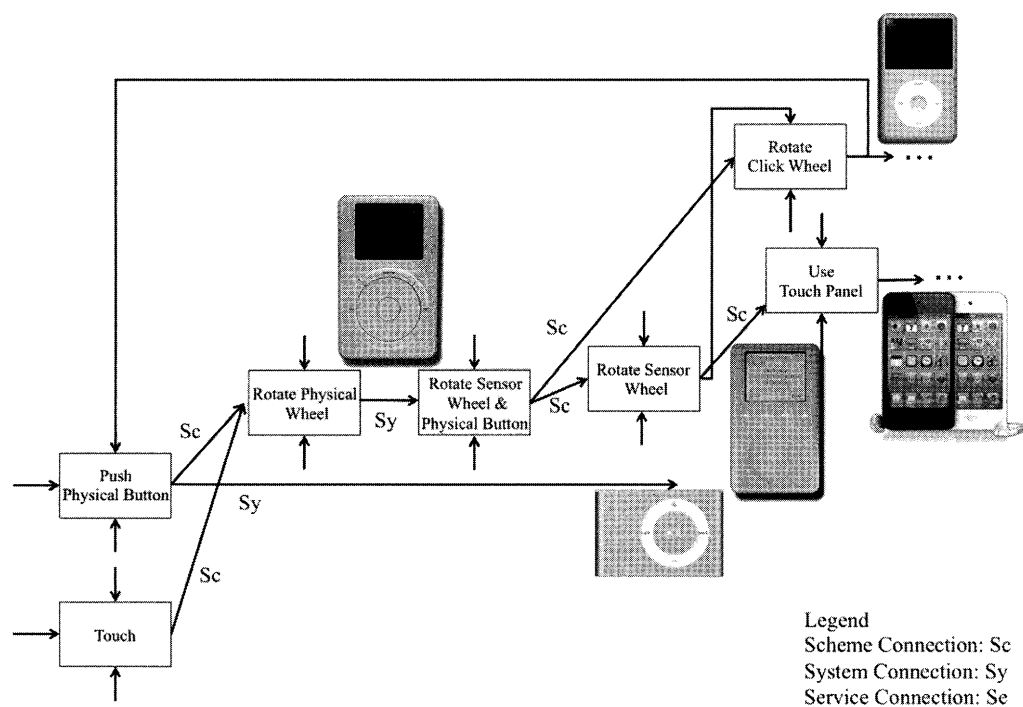 Rotate
Click Wheel
...
Use
Touch Panel
...
Sc
Sc
Rotate Sensor
Wheel
Rotate Sensor
Wheel &
Physical Button
Sc
Rotate Physical
Wheel
Sy
Sc
Push
Physical Button
Sy
Sc
Touch
Legend
Scheme Connection: Sc
System Connection: Sy
Service Connection: Se